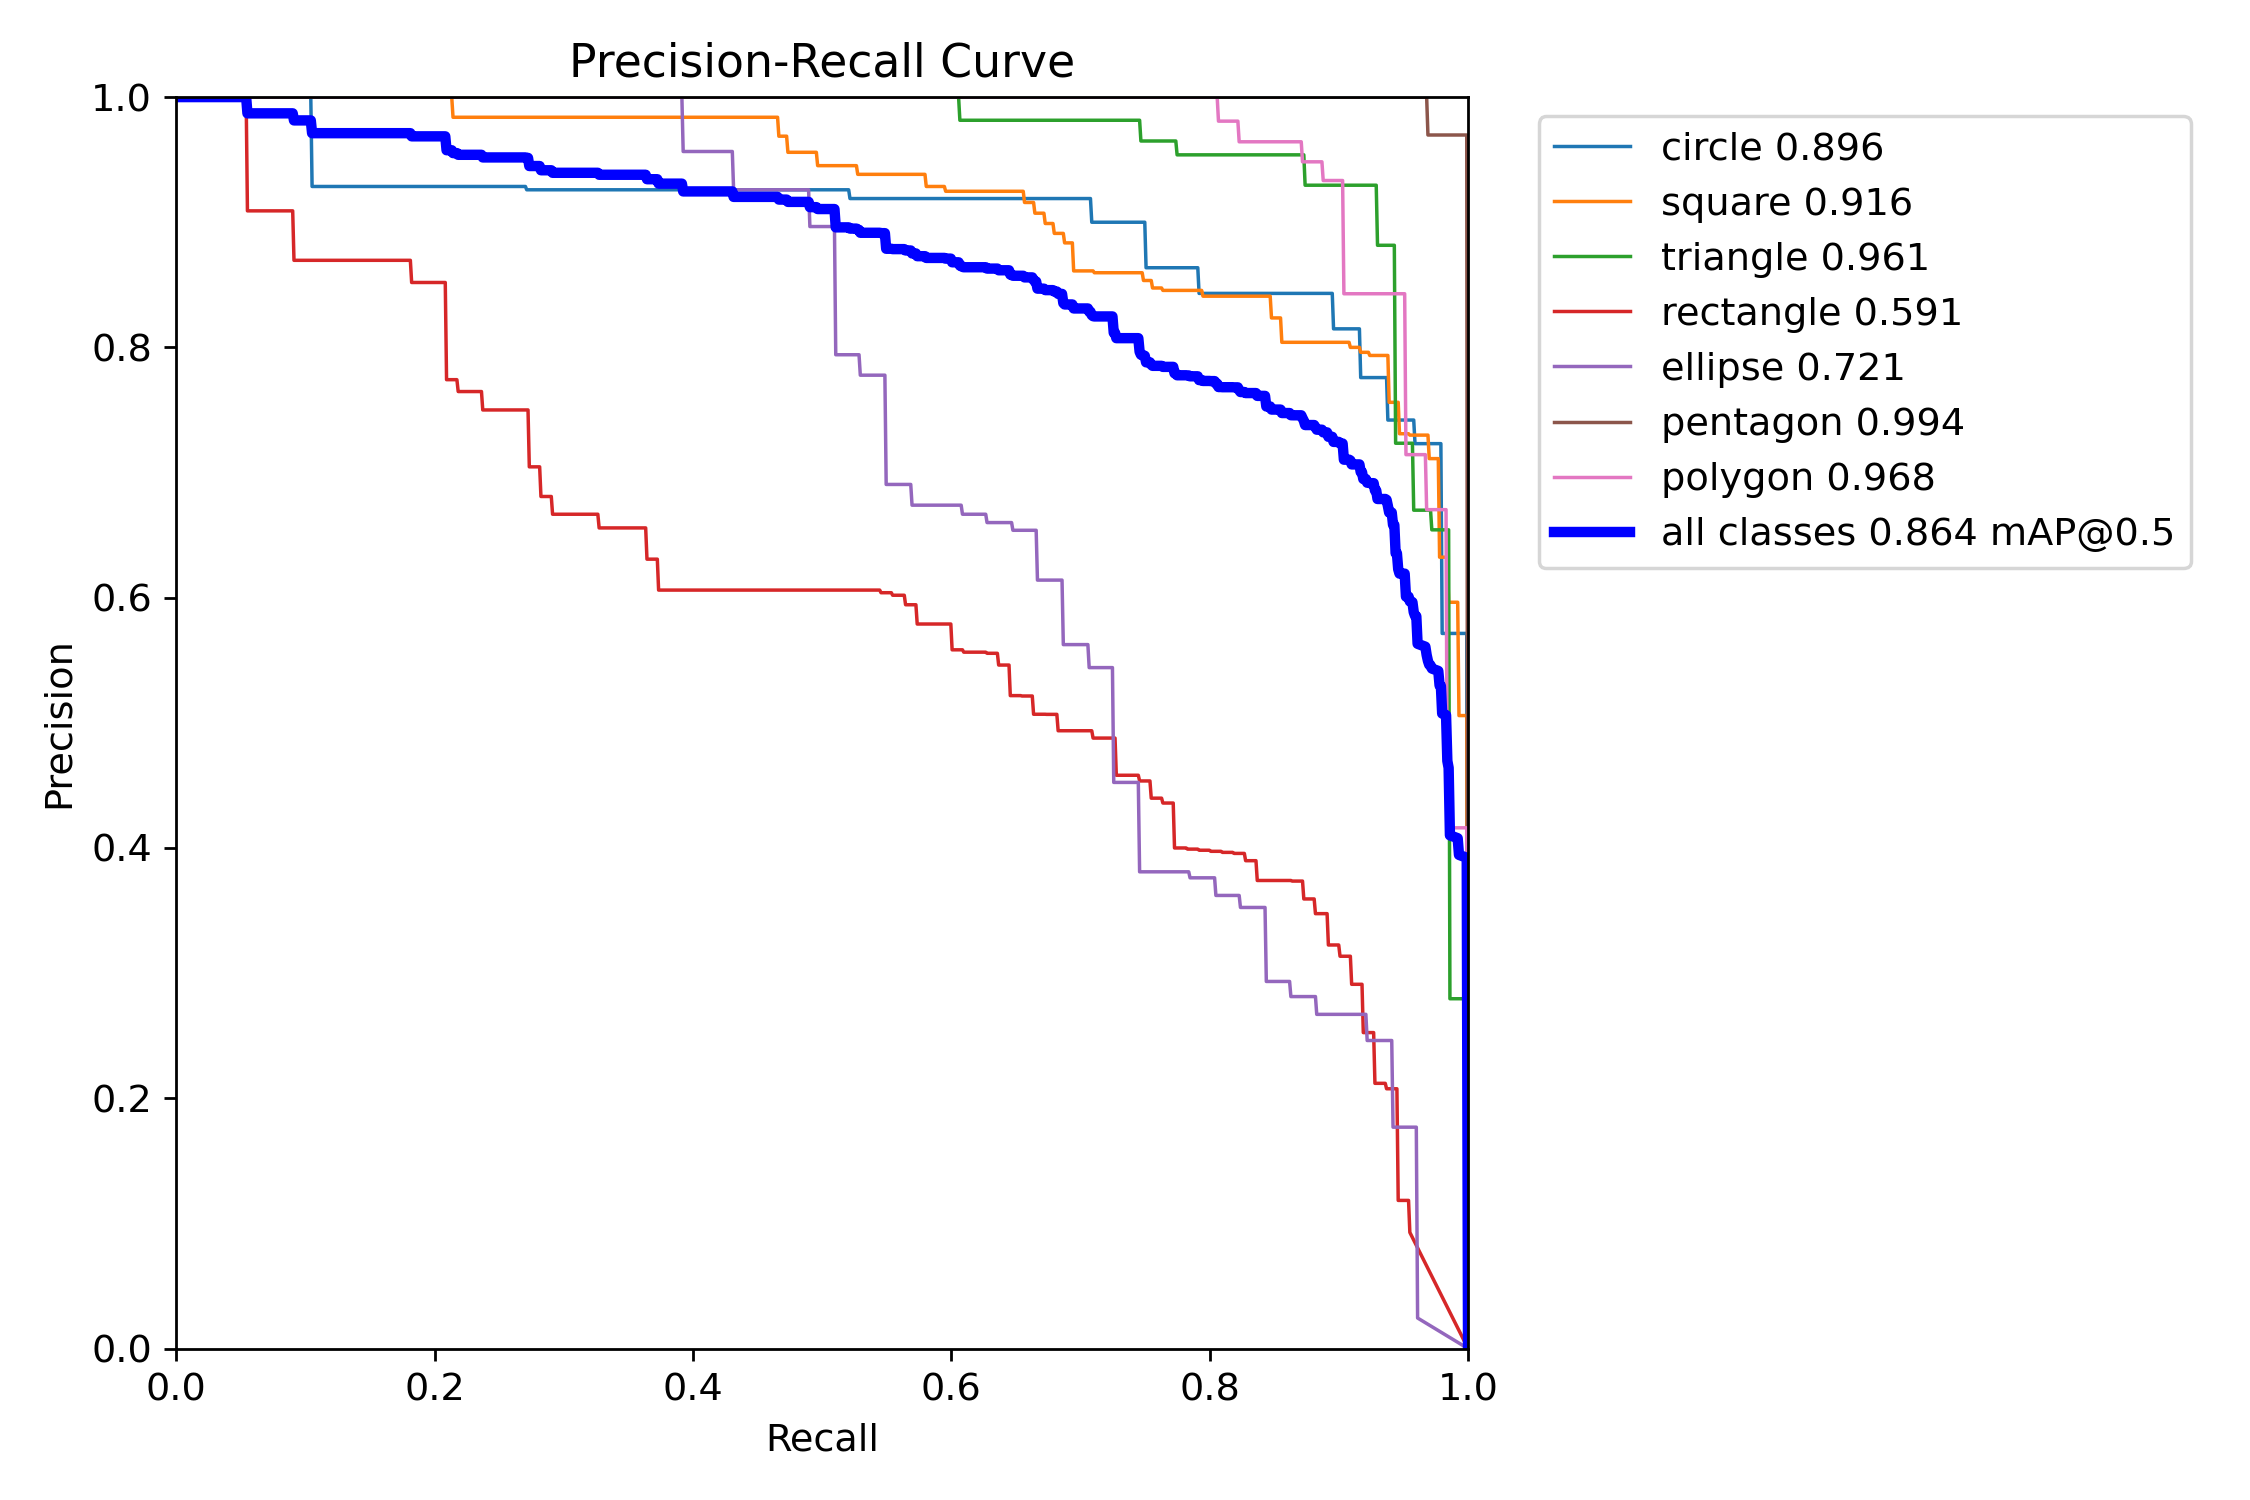 Precision-Recall Curve
1.0
0.8
0.6
0.4
0.2
0.0
Precision
0.0 0.2 0.4 0.6 0.8 1.0
Recall
circle 0.896
square 0.916
triangle 0.961
rectangle 0.591
ellipse 0.721
pentagon 0.994
polygon 0.968
all classes 0.864 mAP@0.5